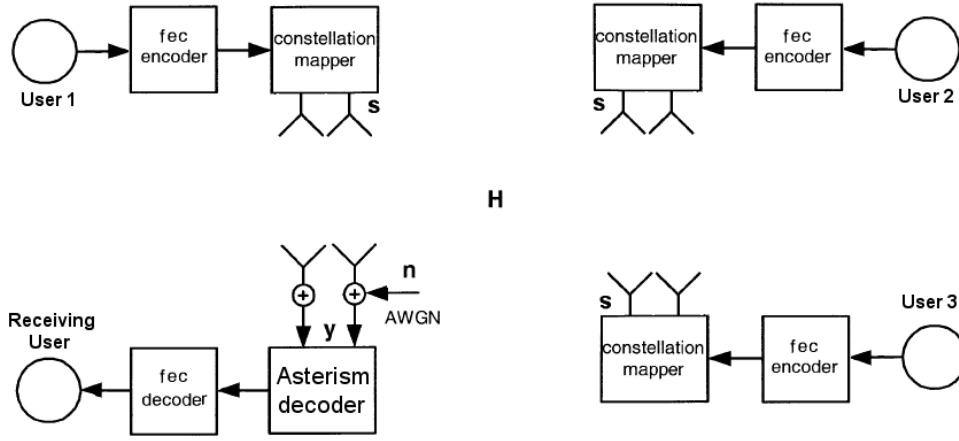 fec
encoder
constellation
mapper
s
User 1
constellation
mapper
fec
encoder
s
User 2
H
n
AWGN
y
Receiving
User
fec
decoder
Asterism
decoder
s
constellation
mapper
fec
encoder
User 3